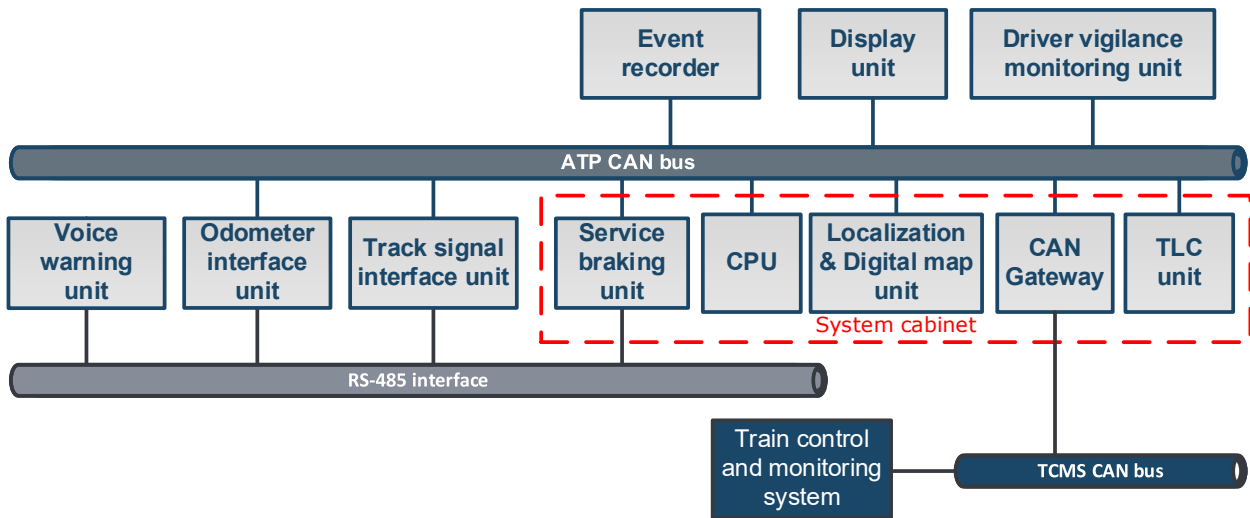 Event
recorder
Display
unit
Driver vigilance
monitoring unit
ATP CAN bus
Voice
warning
unit
Odometer
interface
unit
Track signal
interface unit
Service
braking
unit
CPU
Localization
& Digital map
unit
CAN
Gateway
TLC
unit
System cabinet
RS-485 interface
Train control
and monitoring
system
TCMS CAN bus